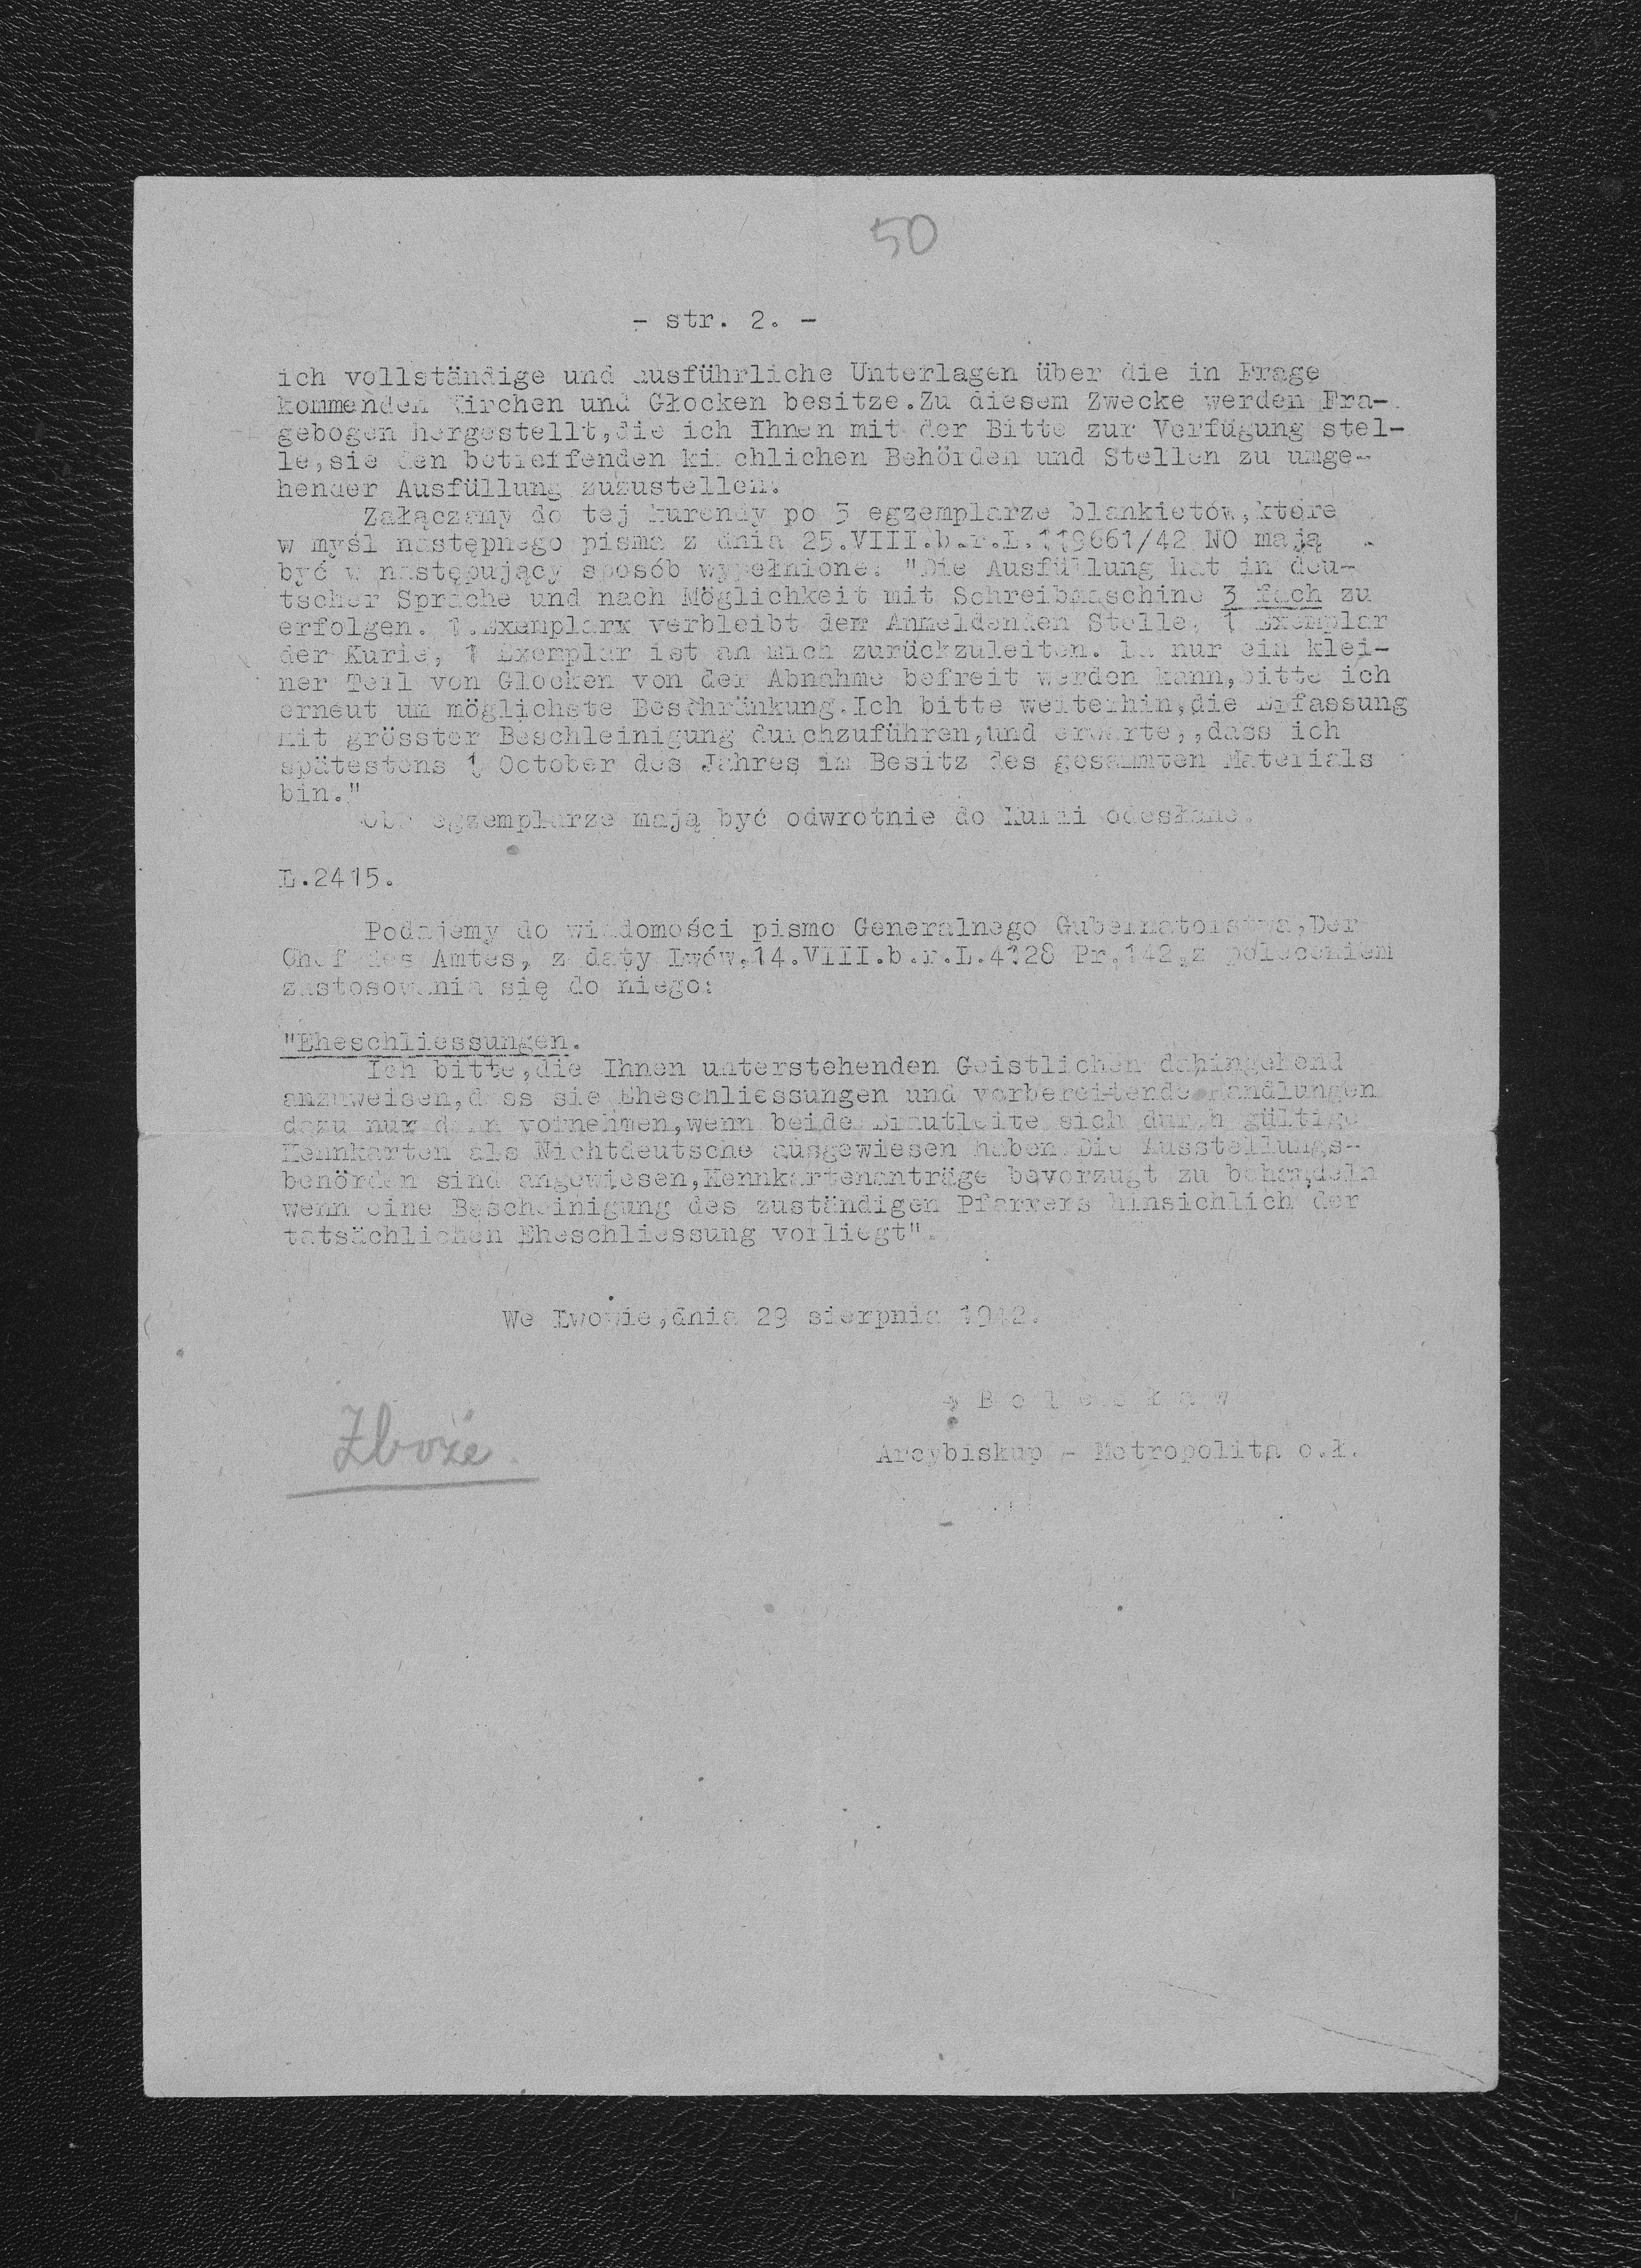 50
- str. 2. -
ich vollständige und ausführliche Unterlagen über die in Frage
kommenden Kirchen und Głocken besitze.Zu diesem Zwecke werden Fra-
gebogen hergestellt,die ich Ihnen mit der Bitte zur Verfügung stel-
le,sie den betreffenden kirchlichen Behörden und Stellen zu umge-
hender Ausfüllung zuzustellen.
Załączamy do tej kurendy po 3 egzemplarze blankietów,które
w myśl następnego pisma z dnia 25.VIII.b.r.L.119661/42 NO mają
być w następujący sposób wypełnione: "Die Ausfüllung hat in deu-
tscher Sprache und nach Möglichkeit mit Schreibmaschine 3 fach zu
erfolgen. 1.Exemplarx verbleibt der Anmeldenden Stelle, 1 Exemplar
der Kurie, 1 Exemplar ist an mich zurückzuleiten. Da nur ein klei-
ner Teil von Glocken von der Abnahme befreit werden kann,bitte ich
erneut um möglichste Beschränkung.Ich bitte weiterhin,die Erfassung
mit grösster Beschleinigung durchzuführen,und erwarte,,dass ich
spätestens 1 October des Jahres im Besitz des gesammten Materials
bin."
Oba egzemplarze mają być odwrotnie do Kurii odesłane.
L.2415.
Podajemy do wiadomości pismo Generalnego Gubernatorstwa,Der
Chef des Amtes, z daty Lwów,14.VIII.b.r.L.4128 Pr.142,z poleceniem
zastosowania się do niego:
"Eheschliessungen.
Ich bitte,die Ihnen unterstehenden Geistlichen dahingehend
anzuweisen,dass sie Eheschliessungen und vorbereitende Handlungen
dazu nur dann vornehmen,wenn beide Brautleite sich durch gültige
Kennkarten als Nichtdeutsche ausgewiesen haben.Die Ausstellungs-
behörden sind angewiesen,Kennkartenanträge bevorzugt zu behandeln
wenn eine Bescheinigung des zuständigen Pfarrers hinsichlich der
tatsächlichen Eheschliessung vorliegt".
We Lwowie,dnia 29 sierpnia 1942.
+ B o l e s ł a w
Zboże
Arcybiskup - Metropolita o.ł.